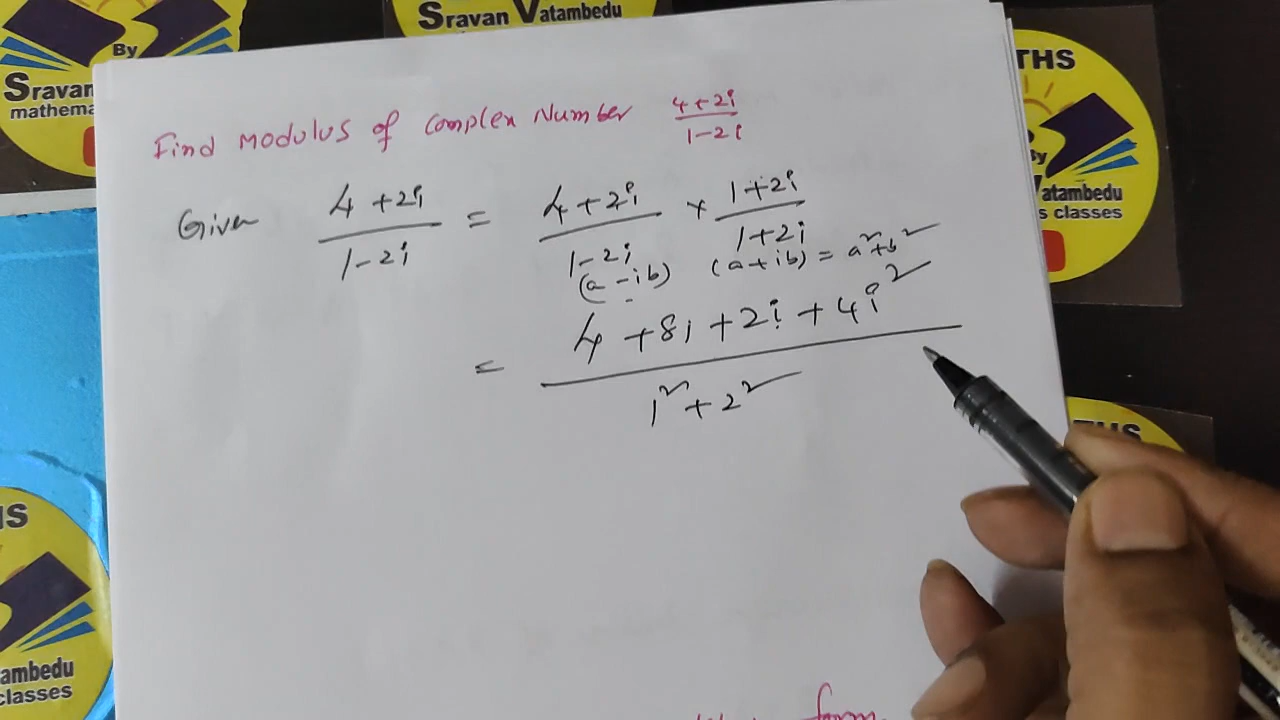 Sravan Vatambedu
By
Sravan
mathema
THS
By
Vatambedu
s classes
Find Modulus of complex Number 4+2i / 1-2i
Given 4+2i / 1-2i = 4+2i / 1-2i × 1+2i / 1+2i
(a-ib) (a+ib) = a²+b²
= 4+8i+2i+4i² / 1²+2²
THS
IS
tambedu
classes
form